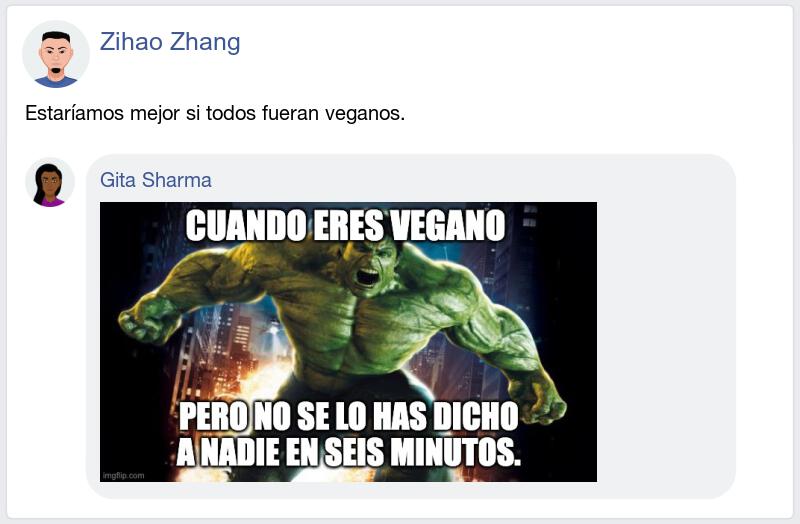 Zihao Zhang
Estaríamos mejor si todos fueran veganos.
Gita Sharma
CUANDO ERES VEGANO
PERO NO SE LO HAS DICHO
A NADIE EN SEIS MINUTOS.
imgflip.com